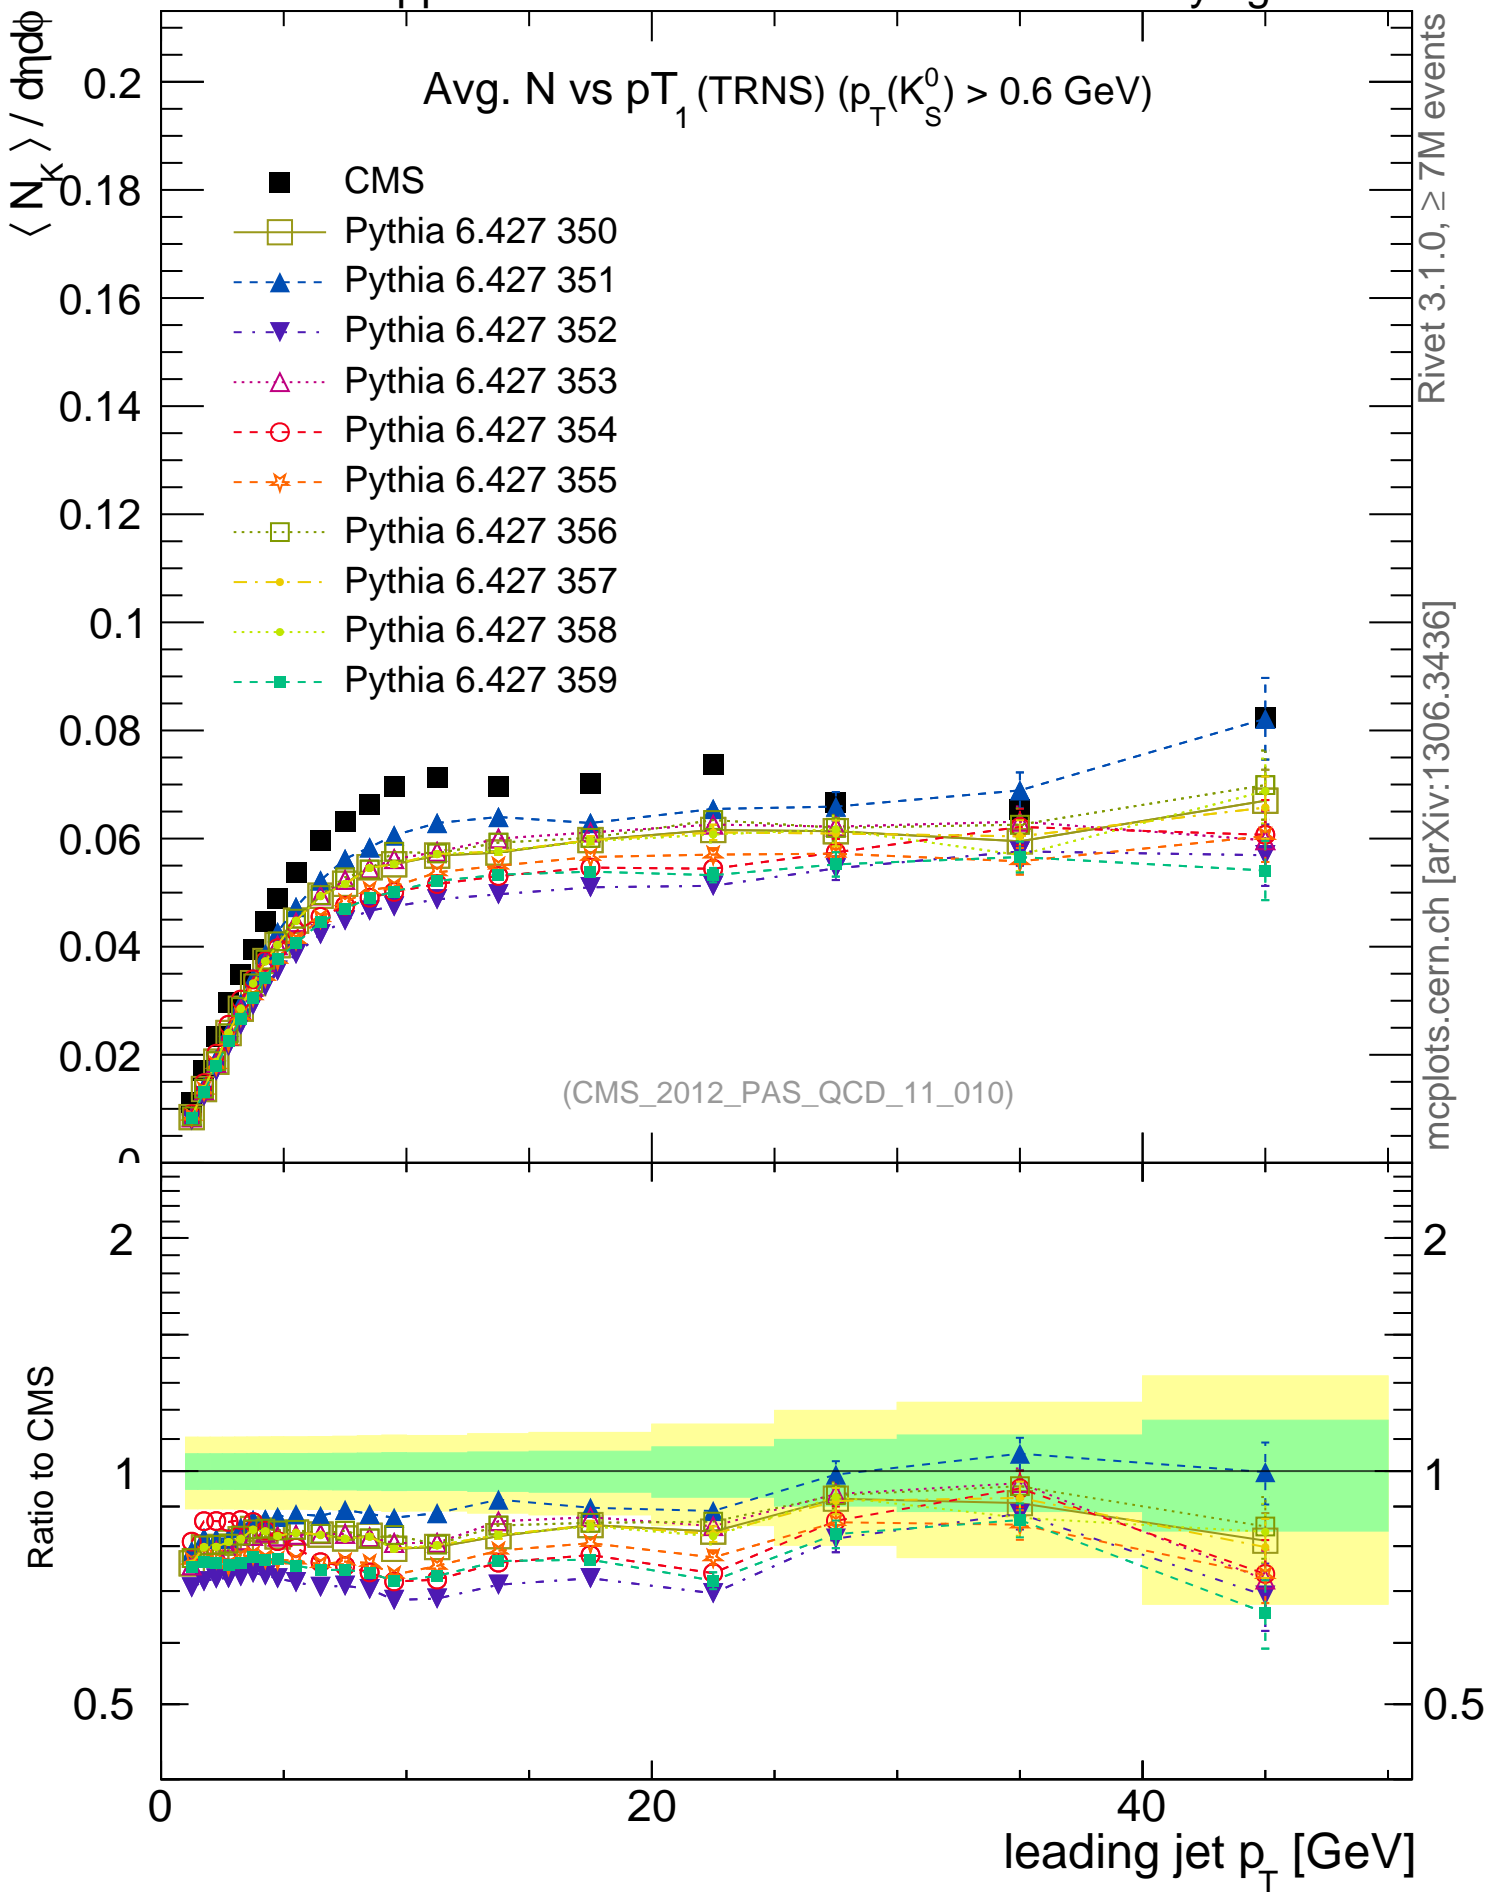 Avg. N vs pT1 (TRNS) (pT(K0S) > 0.6 GeV)
⟨ NK ⟩ / dηdϕ
0.2
0.18
0.16
0.14
0.12
0.1
0.08
0.06
0.04
0.02
0
CMS
Pythia 6.427 350
Pythia 6.427 351
Pythia 6.427 352
Pythia 6.427 353
Pythia 6.427 354
Pythia 6.427 355
Pythia 6.427 356
Pythia 6.427 357
Pythia 6.427 358
Pythia 6.427 359
(CMS_2012_PAS_QCD_11_010)
Rivet 3.1.0, ≥ 7M events
mcplots.cern.ch [arXiv:1306.3436]
Ratio to CMS
2
1
0.5
2
1
0.5
0
20
40
leading jet pT [GeV]